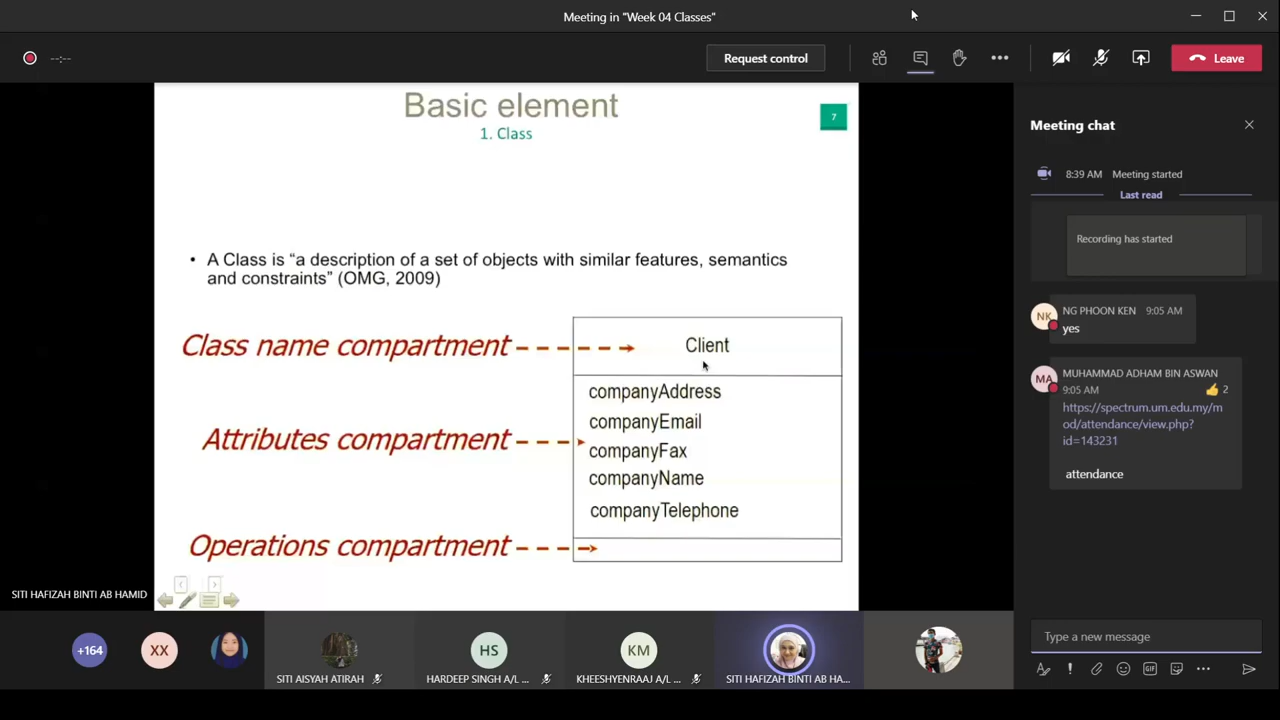 Meeting in "Week 04 Classes"
--:--
Request control
Leave
Basic element
1. Class
7
• A Class is “a description of a set of objects with similar features, semantics
and constraints” (OMG, 2009)
Class name compartment
Client
Attributes compartment
companyAddress
companyEmail
companyFax
companyName
companyTelephone
Operations compartment
SITI HAFIZAH BINTI AB HAMID
+164
XX
SITI AISYAH ATIRAH
HS
HARDEEP SINGH A/L ...
KM
KHEESHYENRAAJ A/L ...
SITI HAFIZAH BINTI AB HA...
Meeting chat
8:39 AM Meeting started
Last read
Recording has started
NK
NG PHOON KEN 9:05 AM
yes
MA
MUHAMMAD ADHAM BIN ASWAN
9:05 AM
2
https://spectrum.um.edu.my/m
od/attendance/view.php?
id=143231
attendance
Type a new message
GIF